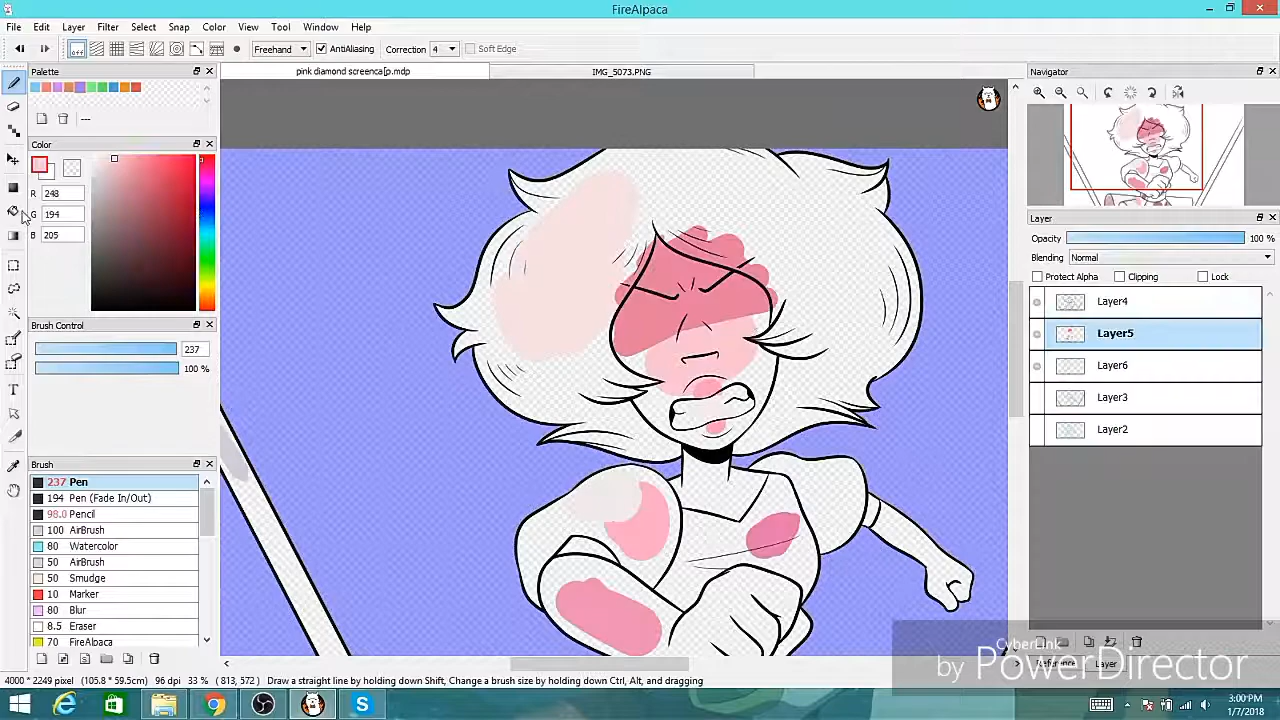 FireAlpaca
File Edit View Layer Filter Select Snap Color View Tool Window Help
off Freehand AntiAliasing Correction 4 Soft Edge
Palette
pink diamond screenca[p.mdp IMG_5073.PNG
Navigator
---
Color
R 248
G 194
B 205
Layer
Opacity 100 %
Blending Normal
Protect Alpha Clipping Lock
Layer4
Layer5
Layer6
Layer3
Layer2
Brush Control
237
100 %
Brush
237 Pen
194 Pen (Fade In/Out)
98.0 Pencil
100 AirBrush
80 Watercolor
50 AirBrush
50 Smudge
10 Marker
80 Blur
8.5 Eraser
70 FireAlpaca
Reference Layer
CyberLink
by PowerDirector
4000 * 2249 pixel (105.8 * 59.5cm) 96 dpi 33 % ( 813, 572 ) Draw a straight line by holding down Shift, Change a brush size by holding down Ctrl, Alt, and dragging
3:00 PM
1/7/2018